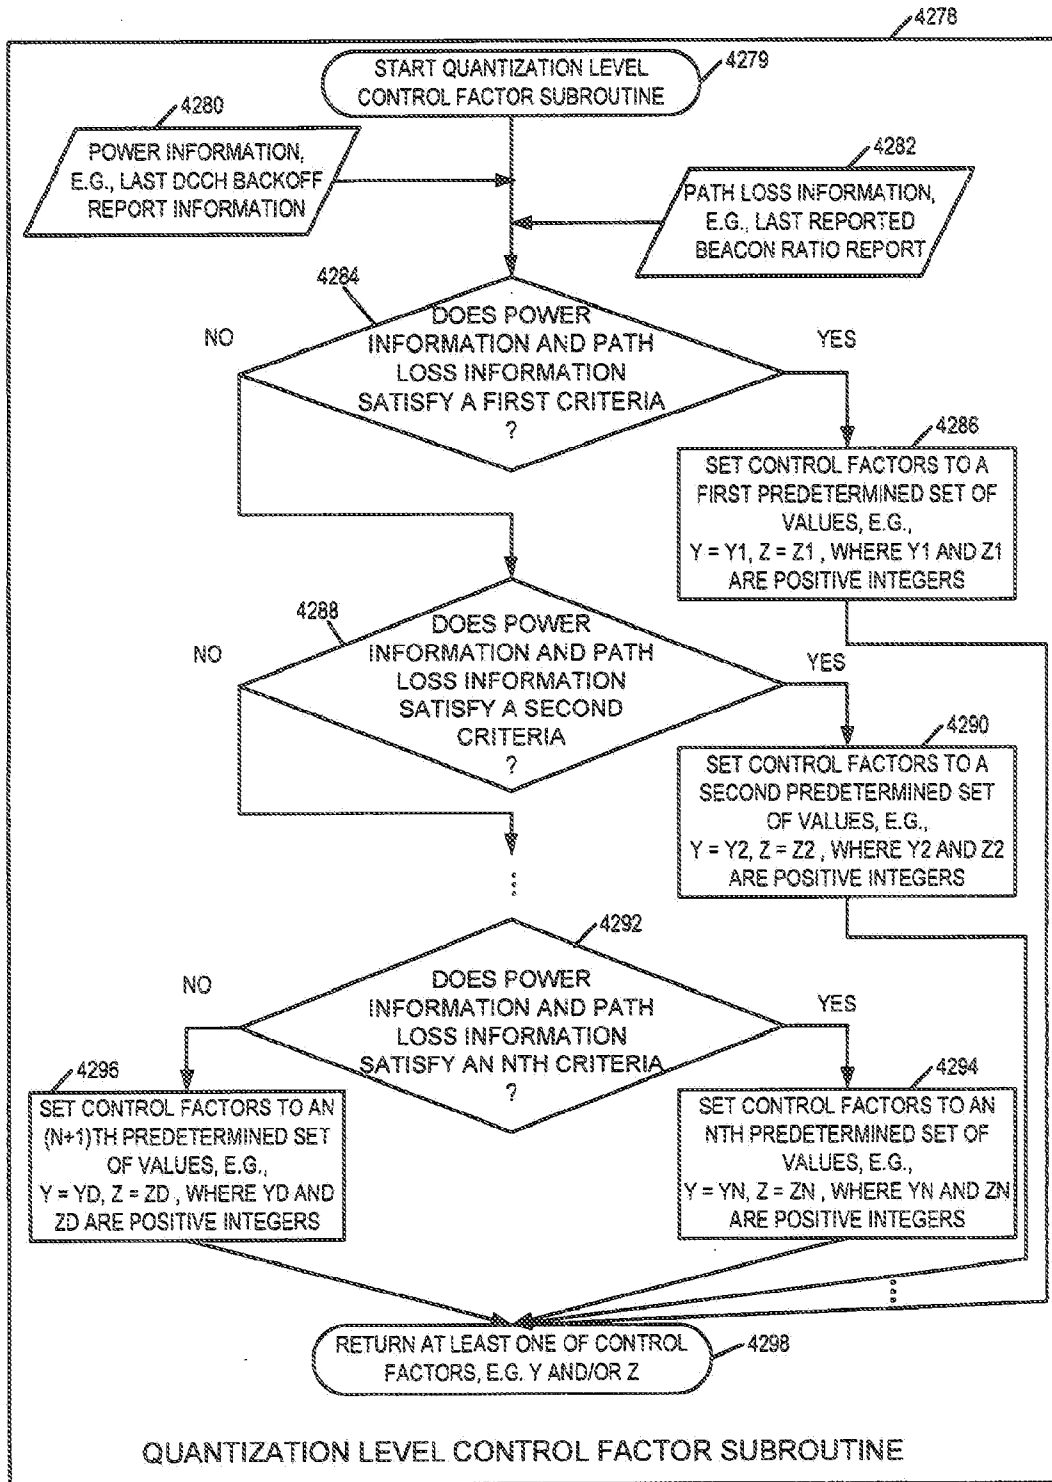 4278
START QUANTIZATION LEVEL
CONTROL FACTOR SUBROUTINE
4279
4280
POWER INFORMATION,
E.G., LAST DCCH BACKOFF
REPORT INFORMATION
4282
PATH LOSS INFORMATION,
E.G., LAST REPORTED
BEACON RATIO REPORT
4284
NO
DOES POWER
INFORMATION AND PATH
LOSS INFORMATION
SATISFY A FIRST CRITERIA
?
YES
4286
SET CONTROL FACTORS TO A
FIRST PREDETERMINED SET OF
VALUES, E.G.,
Y = Y1, Z = Z1 , WHERE Y1 AND Z1
ARE POSITIVE INTEGERS
4288
NO
DOES POWER
INFORMATION AND PATH
LOSS INFORMATION
SATISFY A SECOND
CRITERIA
?
YES
4290
SET CONTROL FACTORS TO A
SECOND PREDETERMINED SET
OF VALUES, E.G.,
Y = Y2, Z = Z2 , WHERE Y2 AND Z2
ARE POSITIVE INTEGERS
4292
NO
DOES POWER
INFORMATION AND PATH
LOSS INFORMATION
SATISFY AN NTH CRITERIA
?
YES
4296
SET CONTROL FACTORS TO AN
(N+1)TH PREDETERMINED SET
OF VALUES, E.G.,
Y = YD, Z = ZD , WHERE YD AND
ZD ARE POSITIVE INTEGERS
4294
SET CONTROL FACTORS TO AN
NTH PREDETERMINED SET OF
VALUES, E.G.,
Y = YN, Z = ZN , WHERE YN AND ZN
ARE POSITIVE INTEGERS
RETURN AT LEAST ONE OF CONTROL
FACTORS, E.G. Y AND/OR Z
4298
QUANTIZATION LEVEL CONTROL FACTOR SUBROUTINE